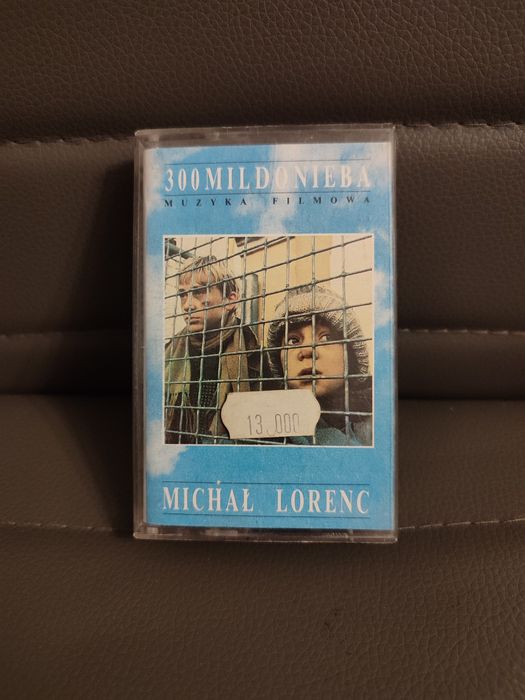 300 MIL DO NIEBA
MUZYKA FILMOWA
13.000
MICHAŁ LORENC